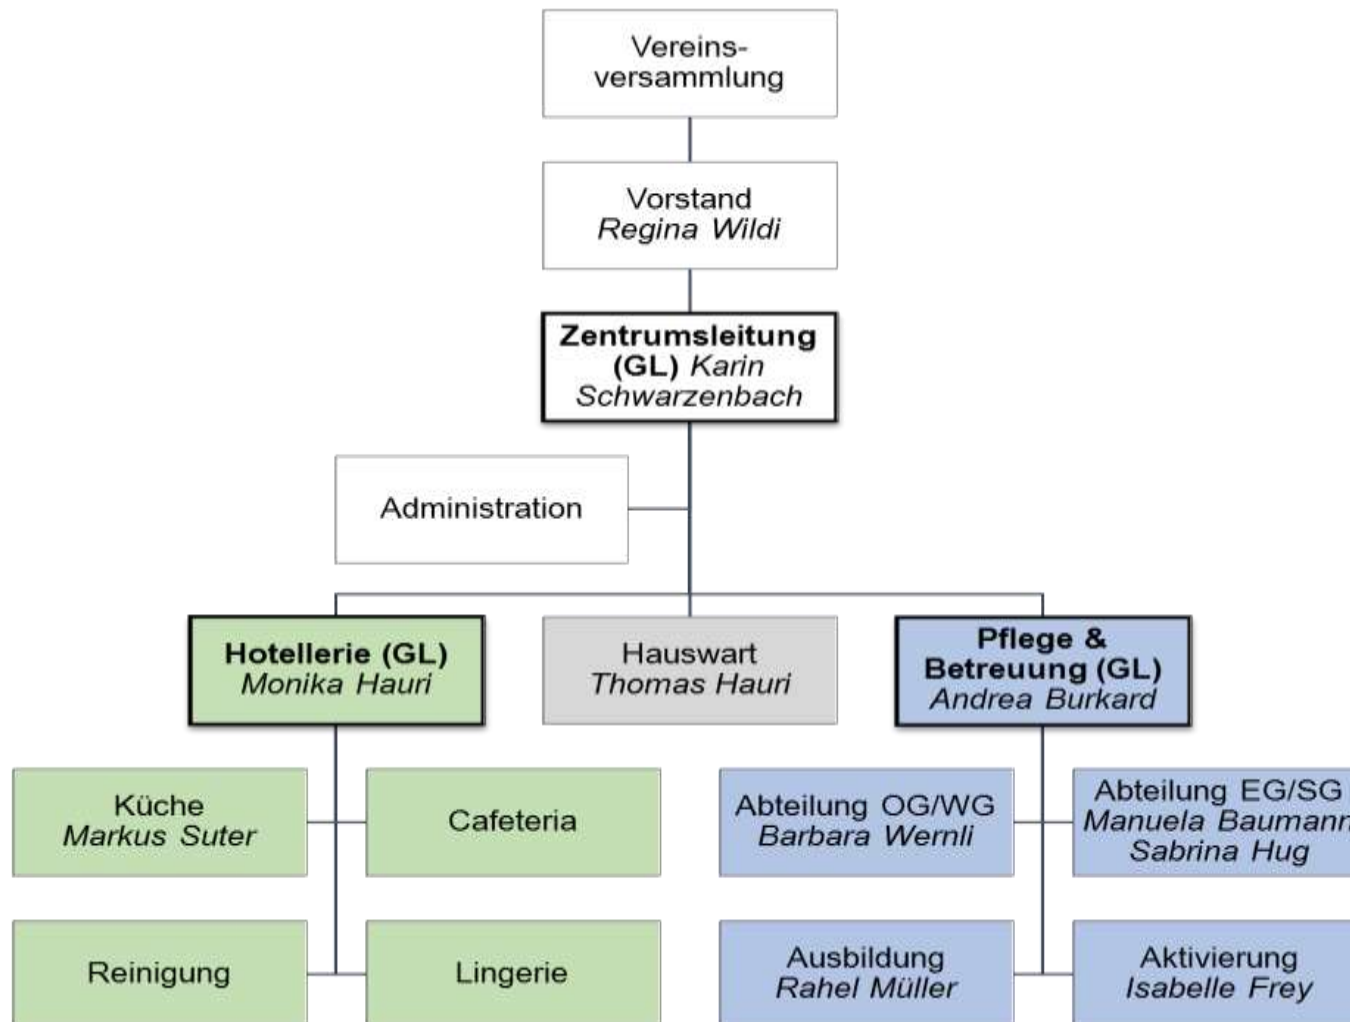 Vereins-
versammlung
Vorstand
Regina Wildi
Zentrumsleitung
(GL) Karin
Schwarzenbach
Administration
Hotellerie (GL)
Monika Hauri
Hauswart
Thomas Hauri
Pflege &
Betreuung (GL)
Andrea Burkard
Küche
Markus Suter
Cafeteria
Abteilung OG/WG
Barbara Wernli
Abteilung EG/SG
Manuela Baumann
Sabrina Hug
Reinigung
Lingerie
Ausbildung
Rahel Müller
Aktivierung
Isabelle Frey